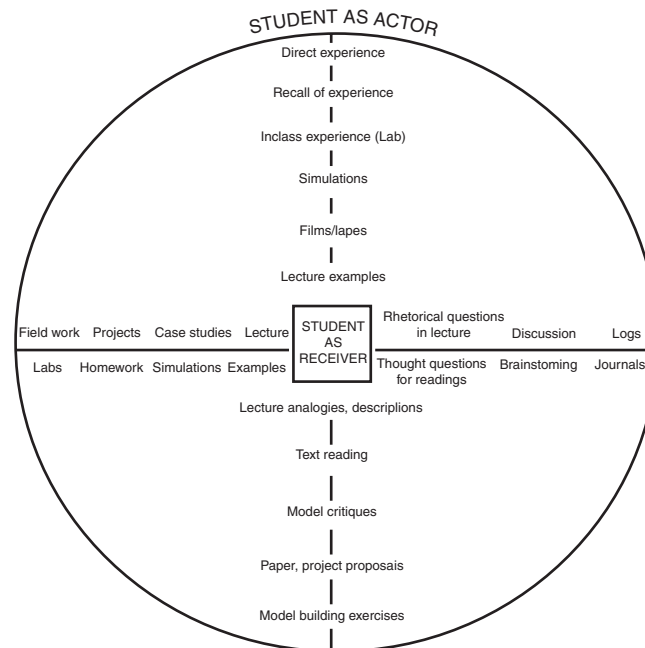 STUDENT AS ACTOR
Direct experience
Recall of experience
Inclass experience (Lab)
Simulations
Films/lapes
Lecture examples
Field work
Projects
Case studies
Lecture
STUDENT
AS
RECEIVER
Rhetorical questions
in lecture
Discussion
Logs
Labs
Homework
Simulations
Examples
Thought questions
for readings
Brainstoming
Journals
Lecture analogies, descriplions
Text reading
Model critiques
Paper, project proposais
Model building exercises